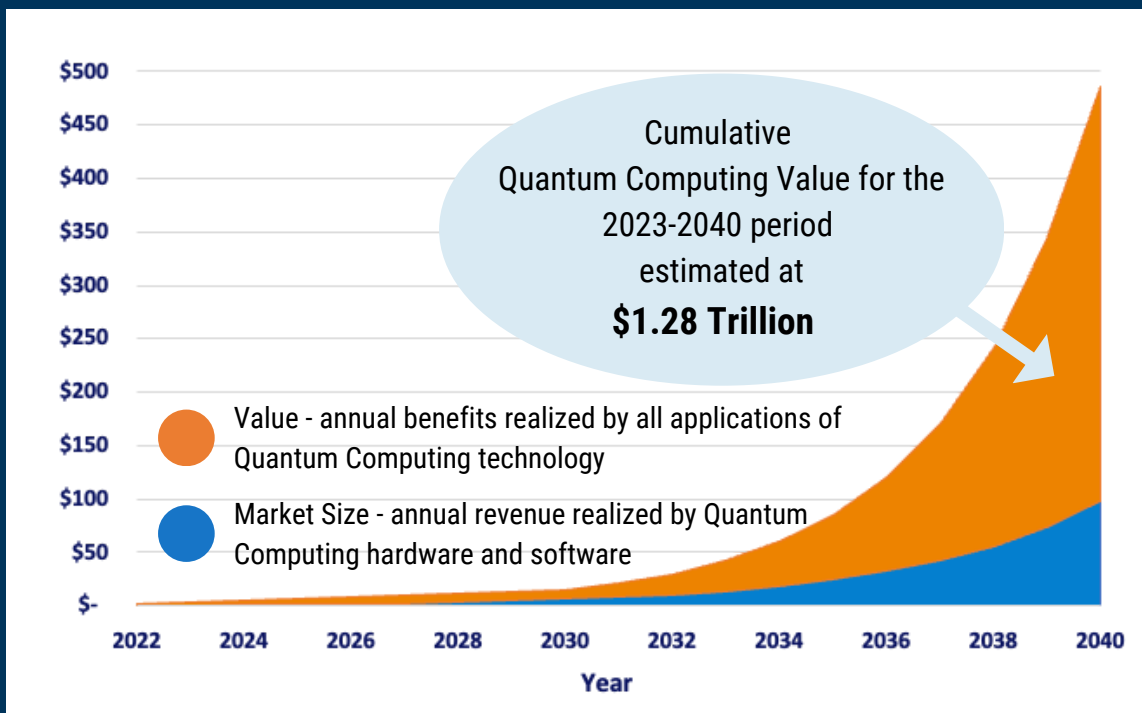 $500
$450
$400
$350
$300
$250
$200
$150
$100
$50
$-
Cumulative
Quantum Computing Value for the
2023-2040 period
estimated at
$1.28 Trillion
Value - annual benefits realized by all applications of
Quantum Computing technology
Market Size - annual revenue realized by Quantum
Computing hardware and software
2022 2024 2026 2028 2030 2032 2034 2036 2038 2040
Year